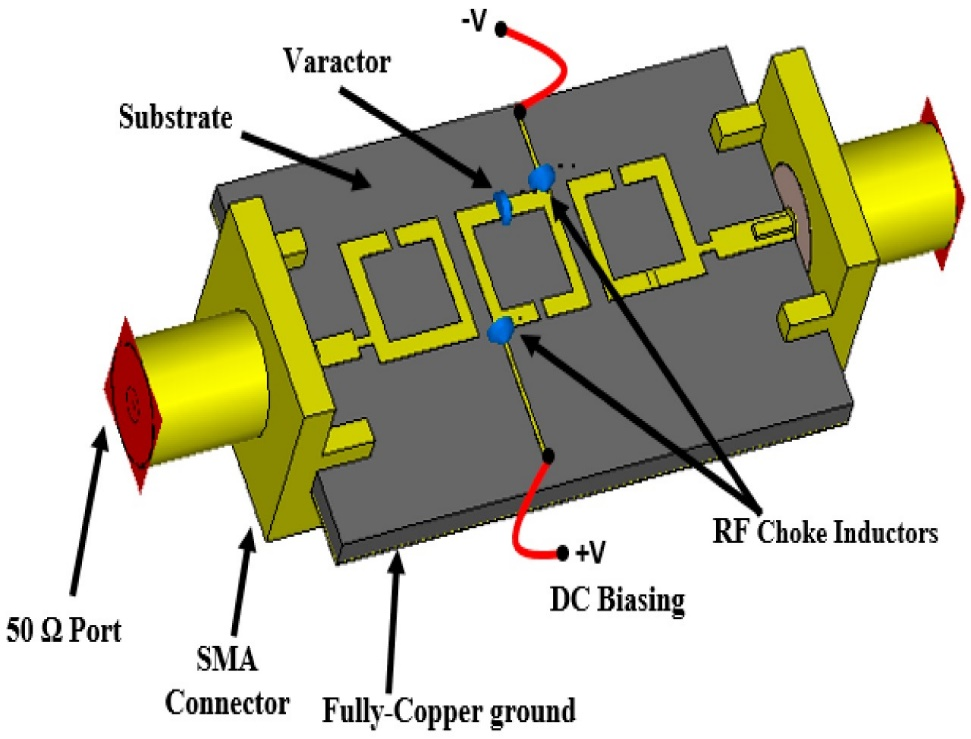 -V
Varactor
Substrate
RF Choke Inductors
+V
DC Biasing
50 Ω Port
SMA
Connector
Fully-Copper ground